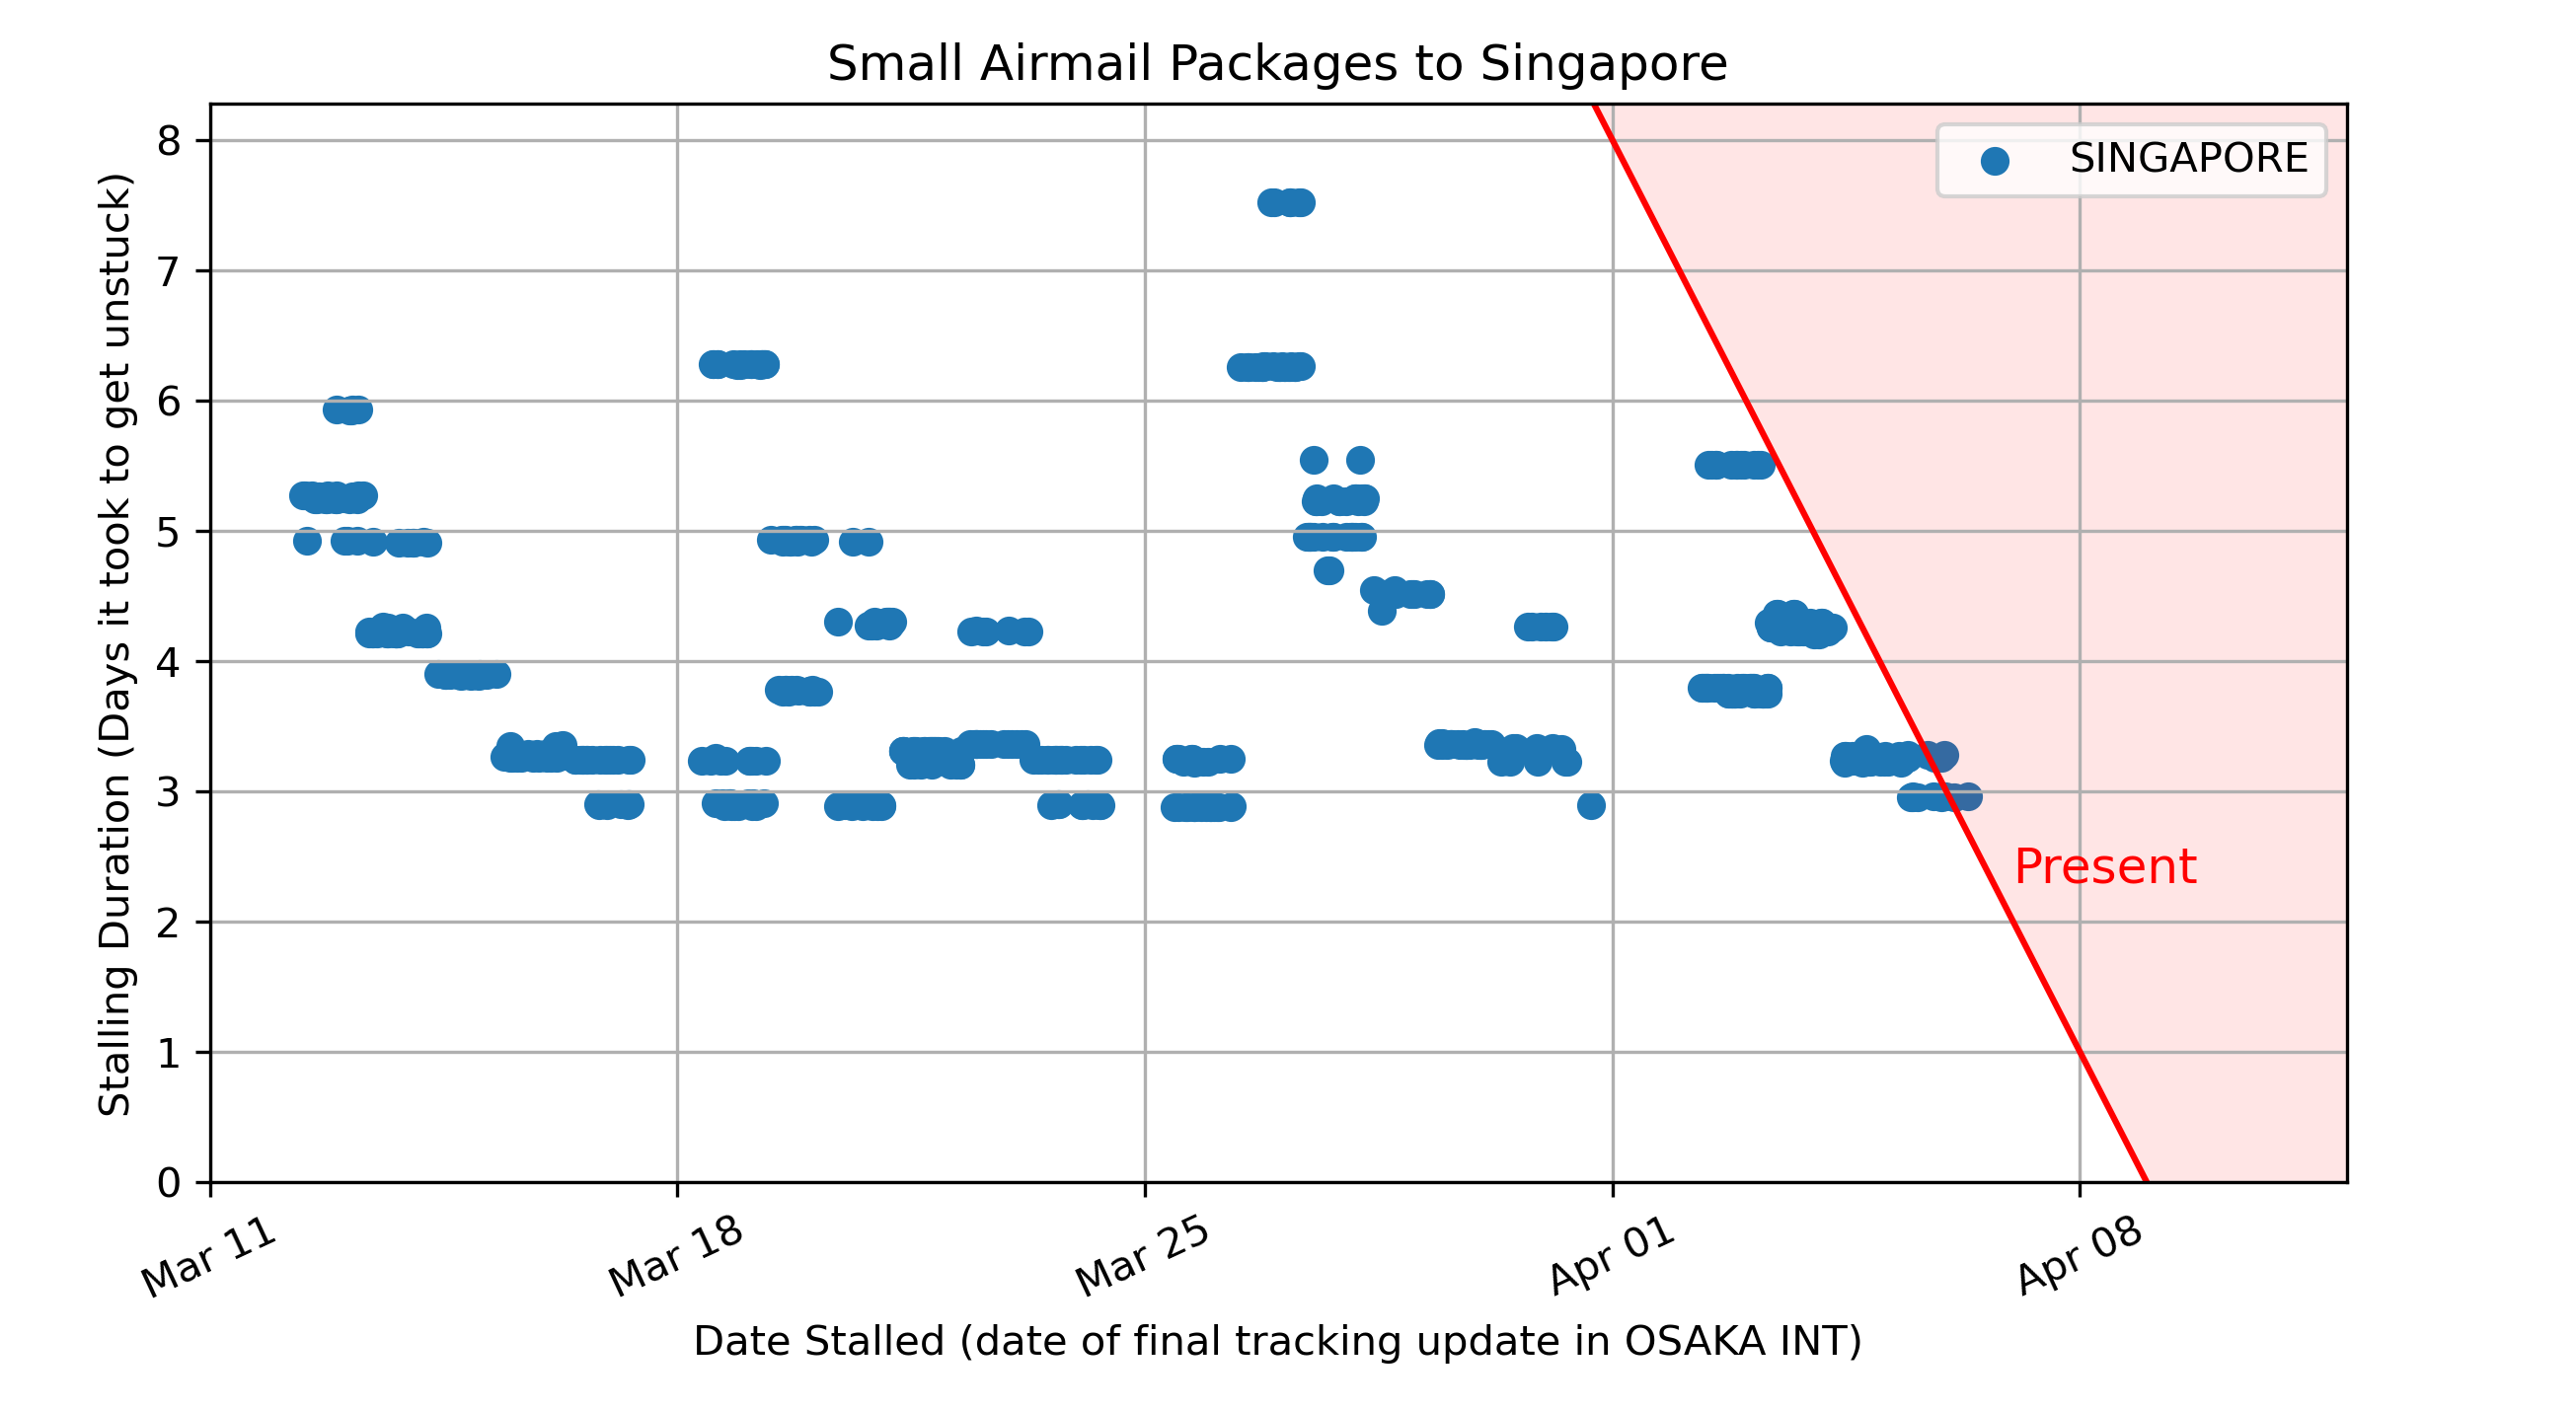 Small Airmail Packages to Singapore
SINGAPORE
Stalling Duration (Days it took to get unstuck)
8
7
6
5
4
3
2
1
0
Present
Mar 11
Mar 18
Mar 25
Apr 01
Apr 08
Date Stalled (date of final tracking update in OSAKA INT)